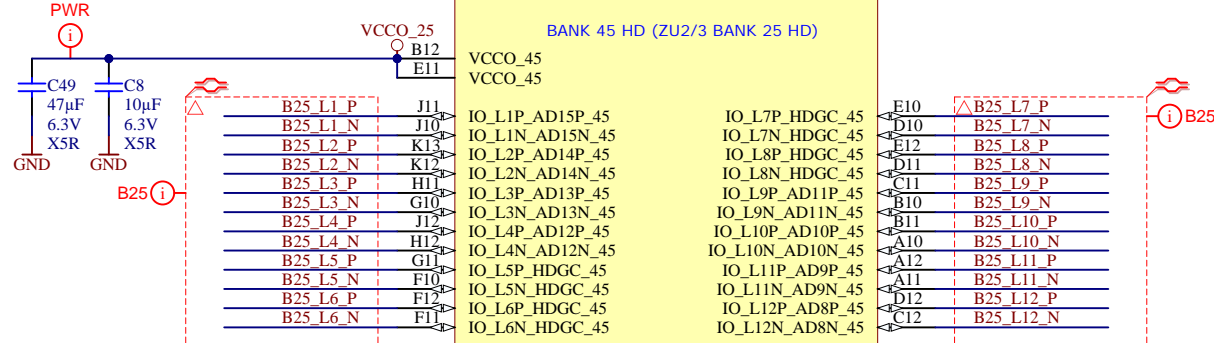 PWR
i
VCCO_25
BANK 45 HD (ZU2/3 BANK 25 HD)
B12 VCCO_45
E11 VCCO_45
C49 C8
47µF 10µF
6.3V 6.3V
X5R X5R
GND GND
B25_L1_P J11 IO_L1P_AD15P_45 IO_L7P_HDGC_45 E10 B25_L7_P
B25_L1_N J10 IO_L1N_AD15N_45 IO_L7N_HDGC_45 D10 B25_L7_N
i B25
B25_L2_P K13 IO_L2P_AD14P_45 IO_L8P_HDGC_45 E12 B25_L8_P
B25_L2_N K12 IO_L2N_AD14N_45 IO_L8N_HDGC_45 D11 B25_L8_N
B25 i
B25_L3_P H11 IO_L3P_AD13P_45 IO_L9P_AD11P_45 C11 B25_L9_P
B25_L3_N G10 IO_L3N_AD13N_45 IO_L9N_AD11N_45 B10 B25_L9_N
B25_L4_P J12 IO_L4P_AD12P_45 IO_L10P_AD10P_45 B11 B25_L10_P
B25_L4_N H12 IO_L4N_AD12N_45 IO_L10N_AD10N_45 A10 B25_L10_N
B25_L5_P G11 IO_L5P_HDGC_45 IO_L11P_AD9P_45 A12 B25_L11_P
B25_L5_N F10 IO_L5N_HDGC_45 IO_L11N_AD9N_45 A11 B25_L11_N
B25_L6_P F12 IO_L6P_HDGC_45 IO_L12P_AD8P_45 D12 B25_L12_P
B25_L6_N F11 IO_L6N_HDGC_45 IO_L12N_AD8N_45 C12 B25_L12_N